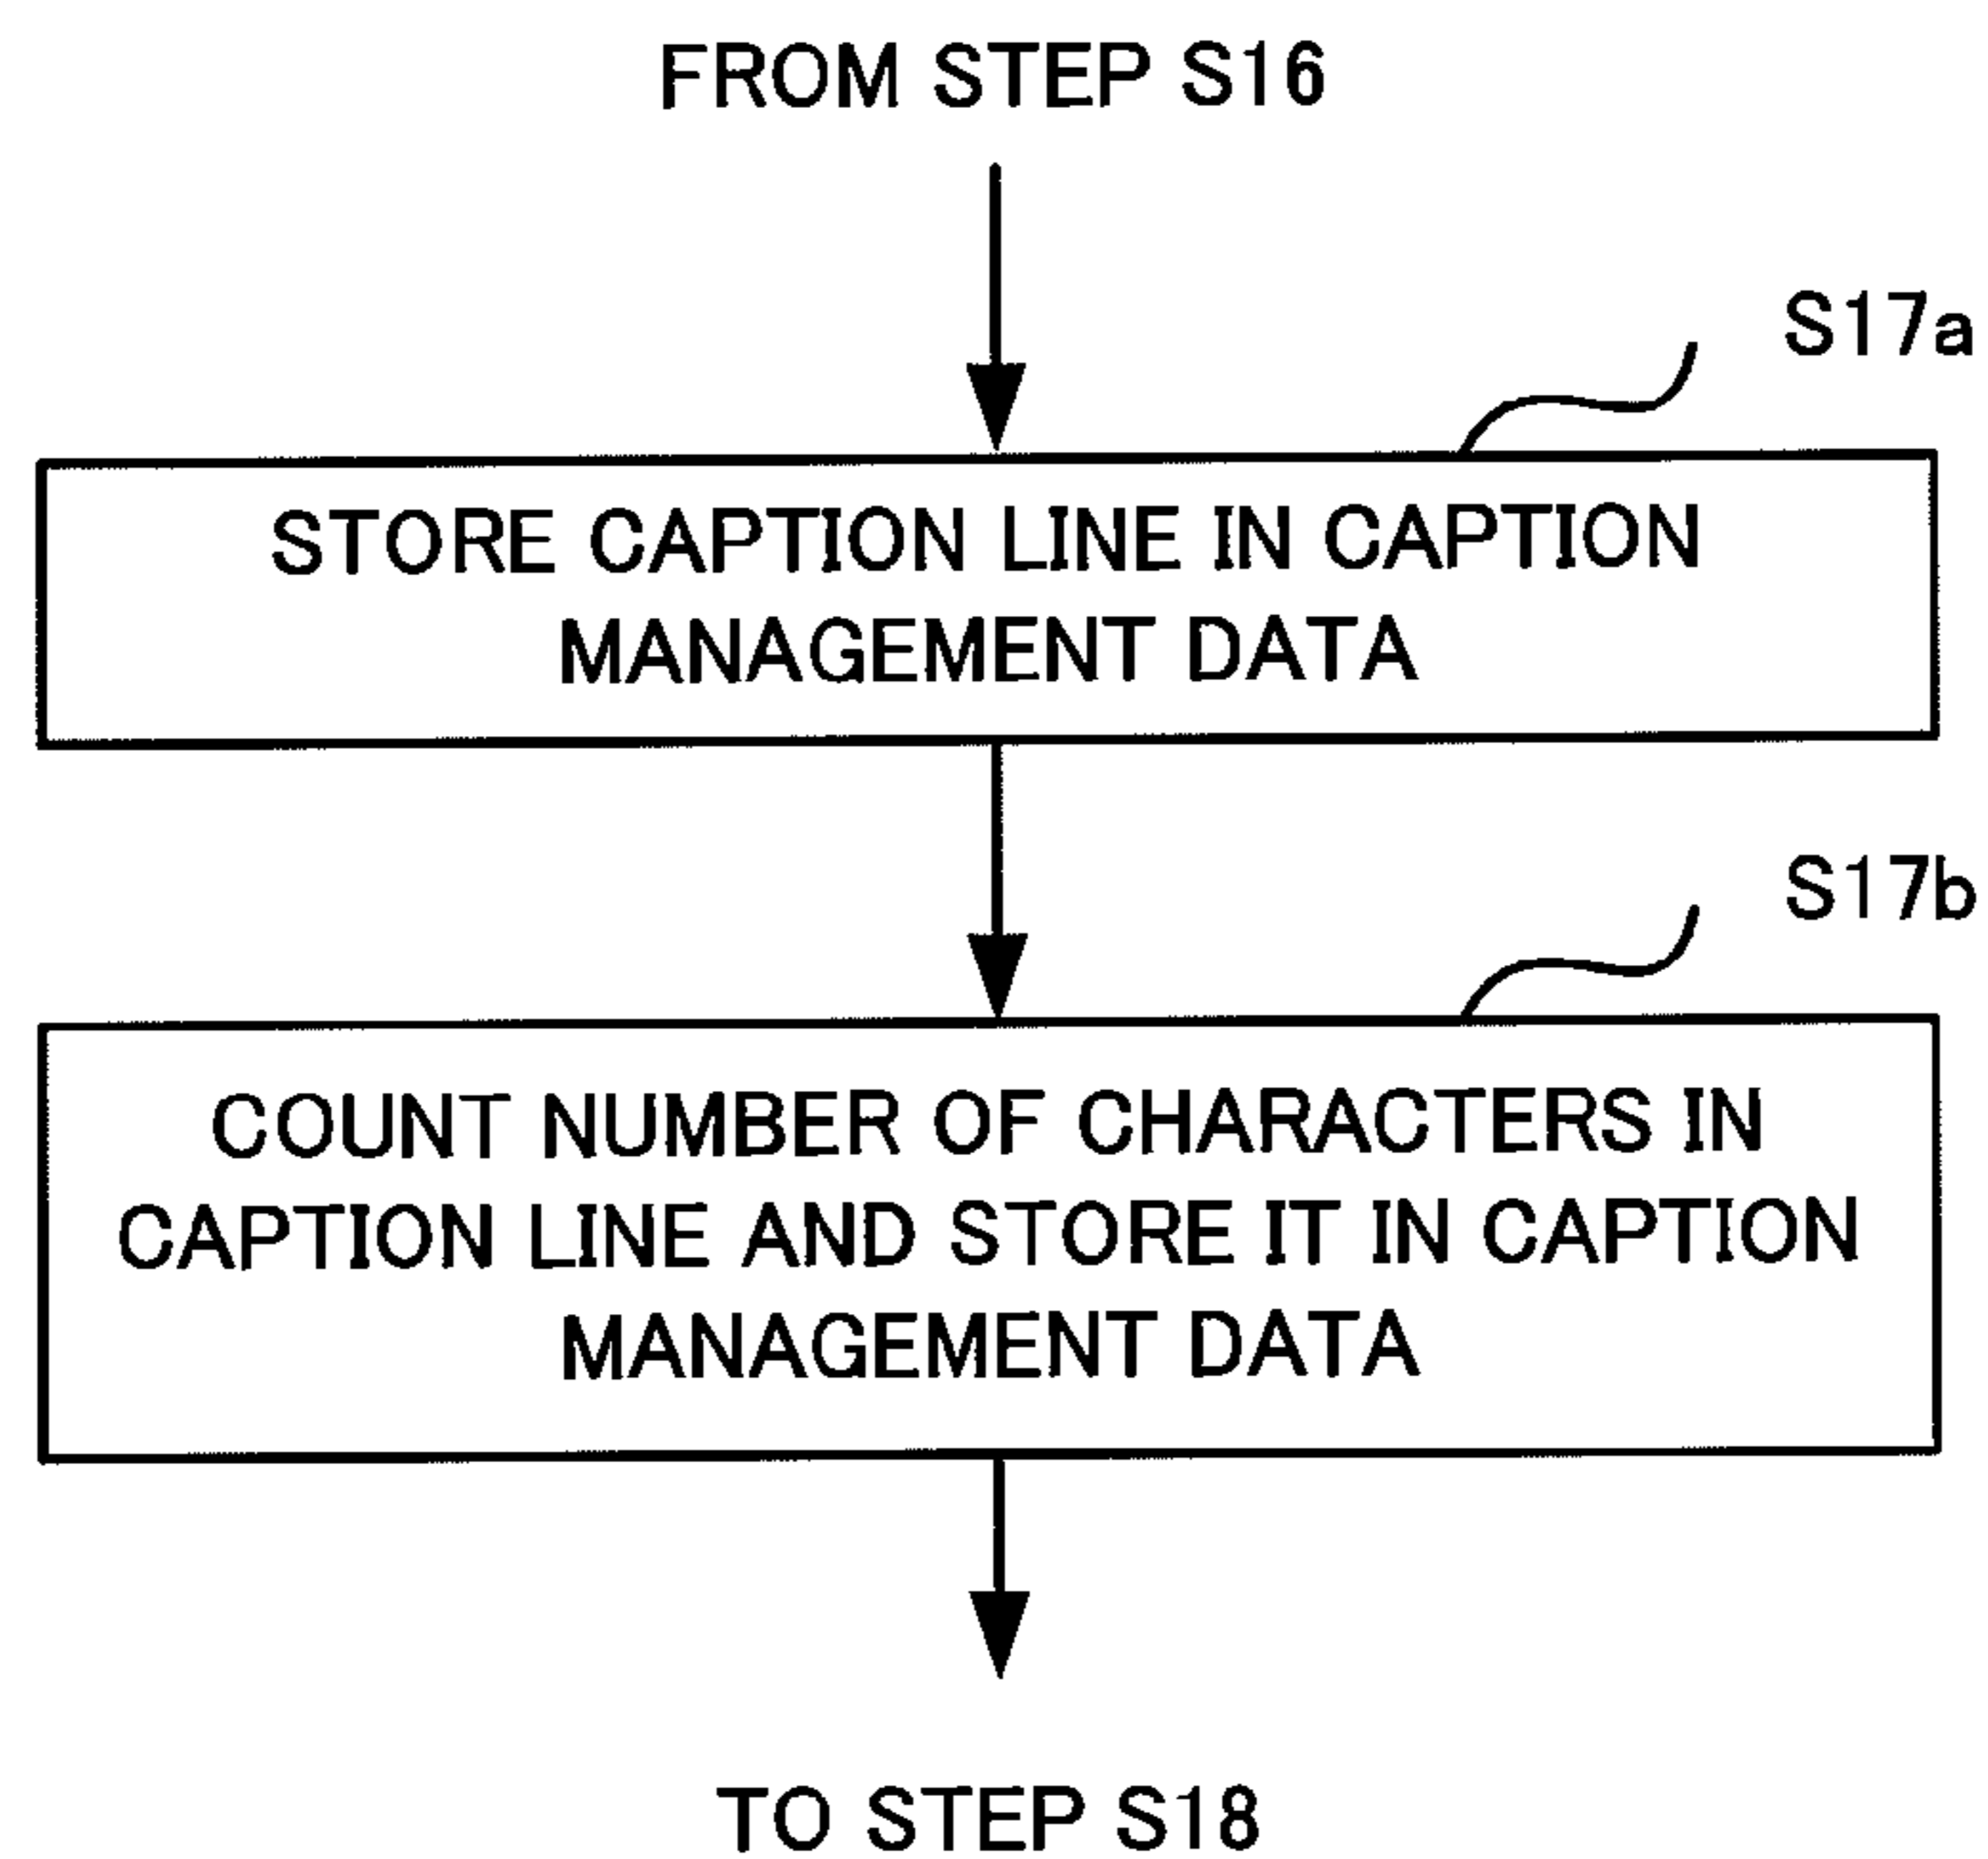 FROM STEP S16
S17a
STORE CAPTION LINE IN CAPTION
MANAGEMENT DATA
S17b
COUNT NUMBER OF CHARACTERS IN
CAPTION LINE AND STORE IT IN CAPTION
MANAGEMENT DATA
TO STEP S18